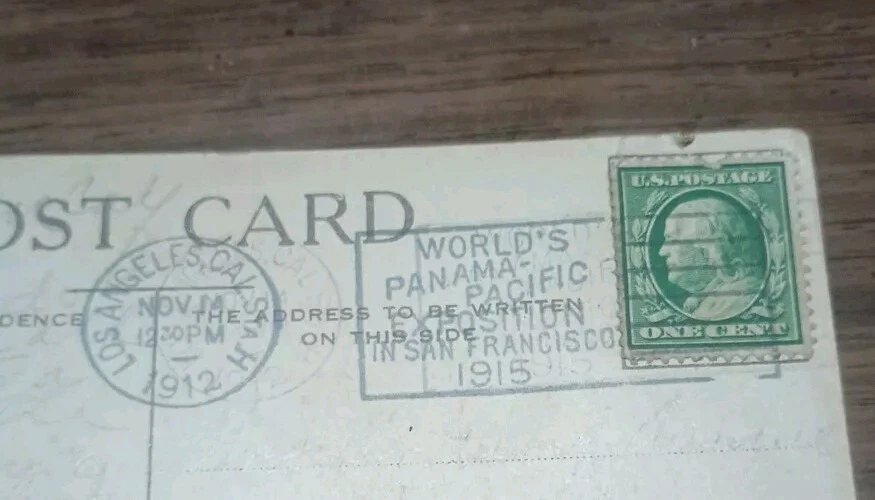 OST CARD
U.S.POSTAGE
ONE CENT
LOS ANGELES, CAL.
NOV 14
12 30 PM
1912
WORLD'S
PANAMA-
PACIFIC
EXPOSITION
IN SAN FRANCISCO
1915
DENCE
THE ADDRESS TO BE WRITTEN
ON THIS SIDE